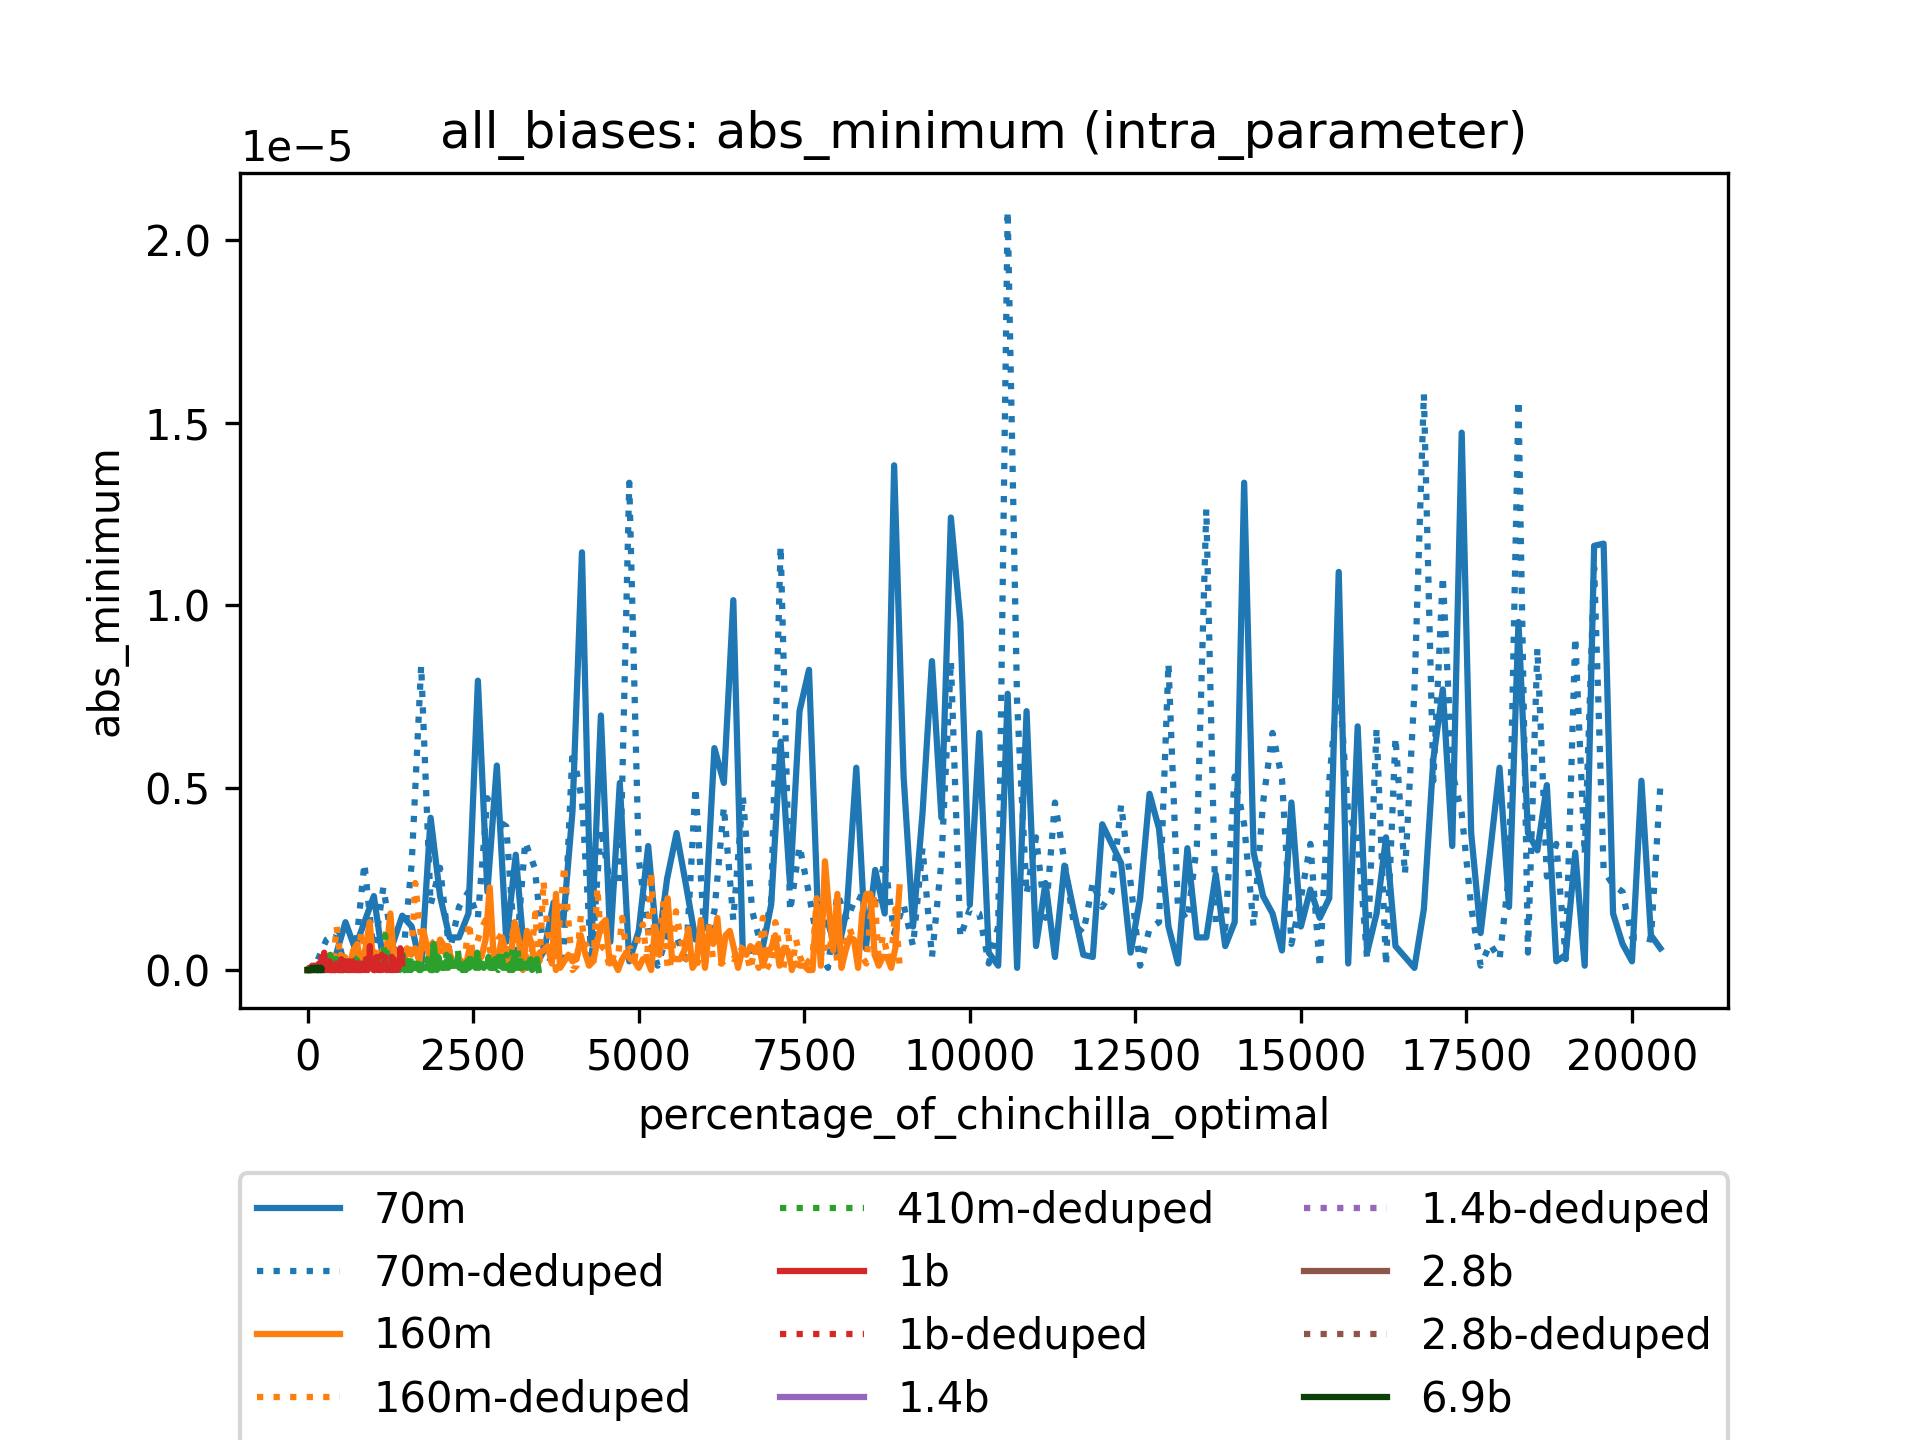 all_biases: abs_minimum (intra_parameter)
1e−5
2.0
1.5
1.0
0.5
0.0
abs_minimum
0 2500 5000 7500 10000 12500 15000 17500 20000
percentage_of_chinchilla_optimal
70m
70m-deduped
160m
160m-deduped
410m-deduped
1b
1b-deduped
1.4b
1.4b-deduped
2.8b
2.8b-deduped
6.9b